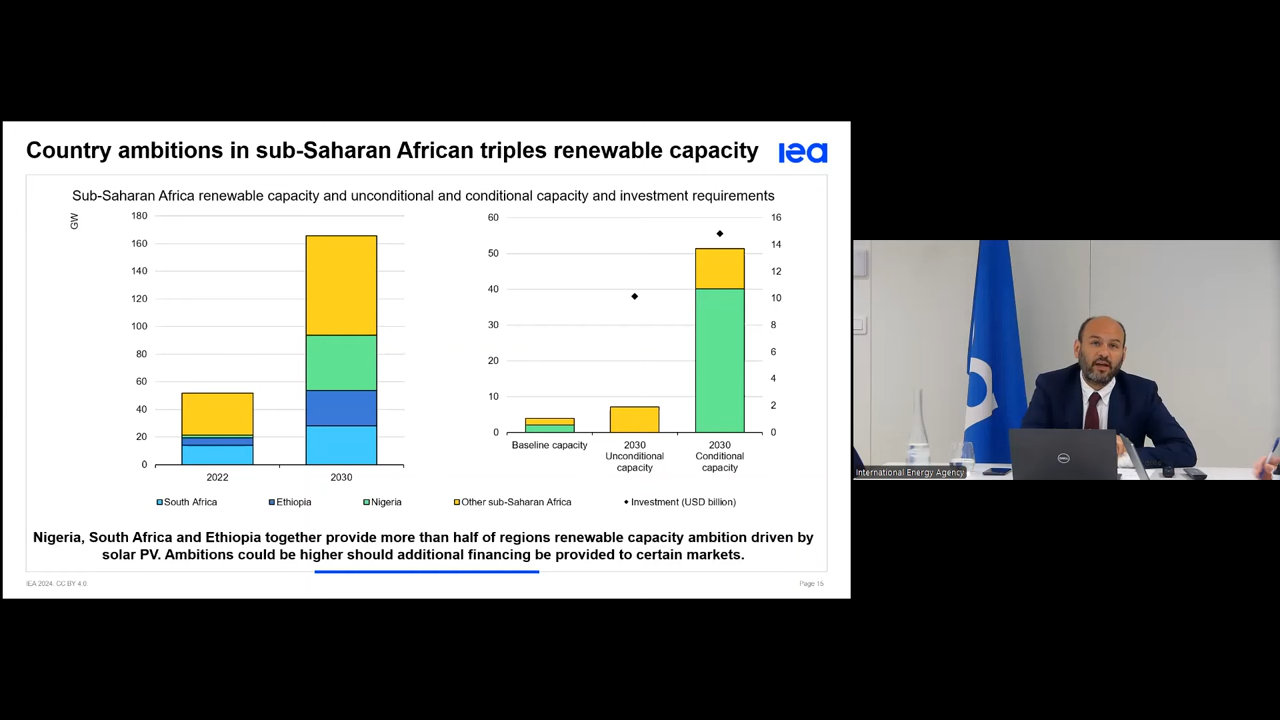 Country ambitions in sub-Saharan African triples renewable capacity
iea
Sub-Saharan Africa renewable capacity and unconditional and conditional capacity and investment requirements
GW
180
160
140
120
100
80
60
40
20
0
2022
2030
60
50
40
30
20
10
0
16
14
12
10
8
6
4
2
0
Baseline capacity
2030
Unconditional
capacity
2030
Conditional
capacity
South Africa
Ethiopia
Nigeria
Other sub-Saharan Africa
Investment (USD billion)
Nigeria, South Africa and Ethiopia together provide more than half of regions renewable capacity ambition driven by
solar PV. Ambitions could be higher should additional financing be provided to certain markets.
IEA 2024. CC BY 4.0.
Page 15
International Energy Agency
DELL